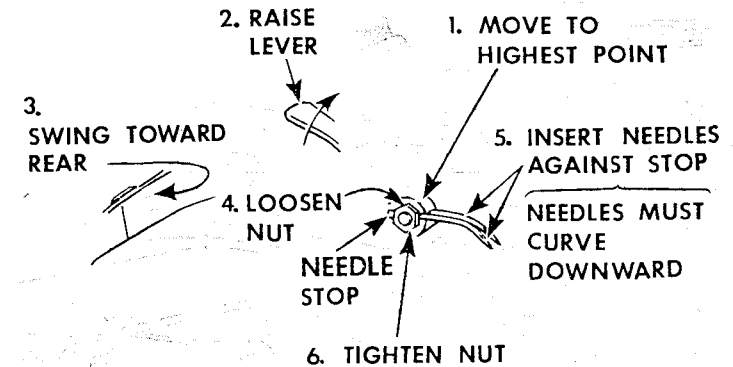 2. RAISE
LEVER
1. MOVE TO
HIGHEST POINT
3.
SWING TOWARD
REAR
4. LOOSEN
NUT
5. INSERT NEEDLES
AGAINST STOP
NEEDLES MUST
CURVE
DOWNWARD
NEEDLE
STOP
6. TIGHTEN NUT